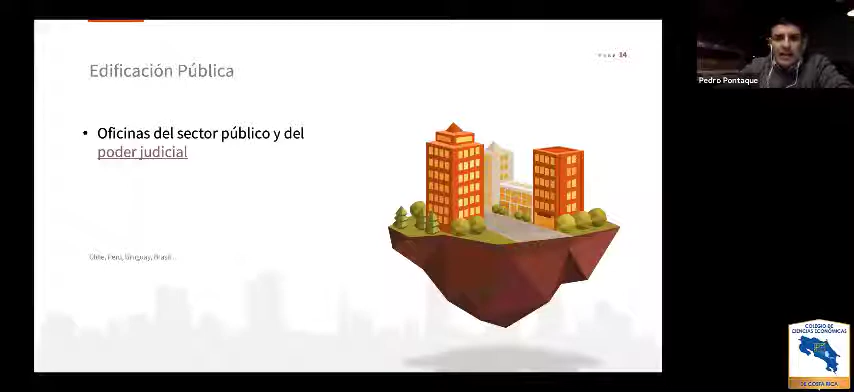 PAGE 14
Edificación Pública
• Oficinas del sector público y del
poder judicial
Chile, Perú, Uruguay, Brasil
Pedro Pontaque
COLEGIO DE
CIENCIAS ECONÓMICAS
DE COSTA RICA